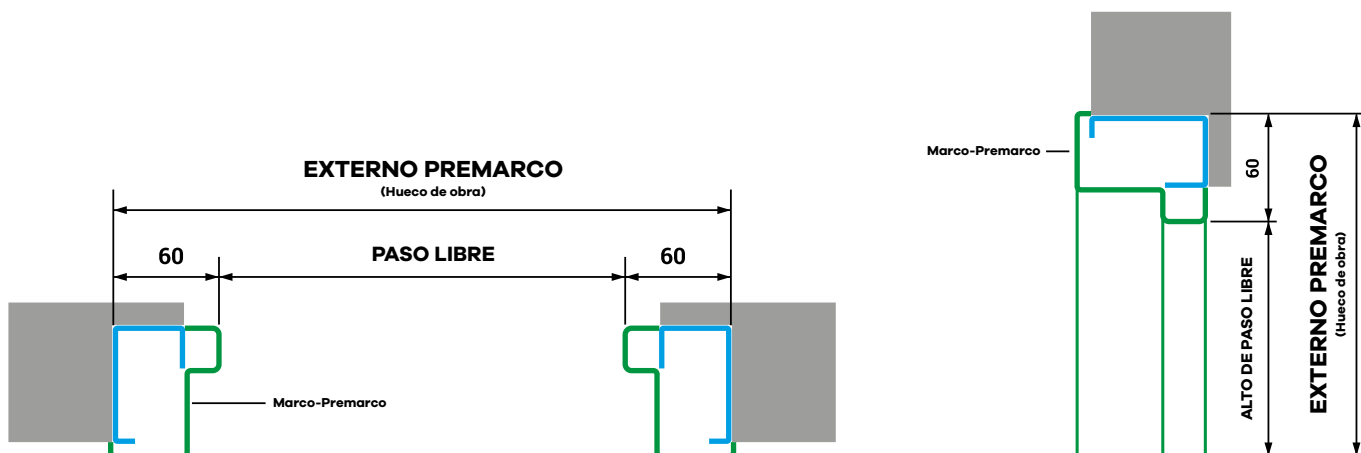 EXTERNO PREMARCO
(Hueco de obra)
60
PASO LIBRE
60
Marco-Premarco
Marco-Premarco
60
ALTO DE PASO LIBRE
EXTERNO PREMARCO
(Hueco de obra)